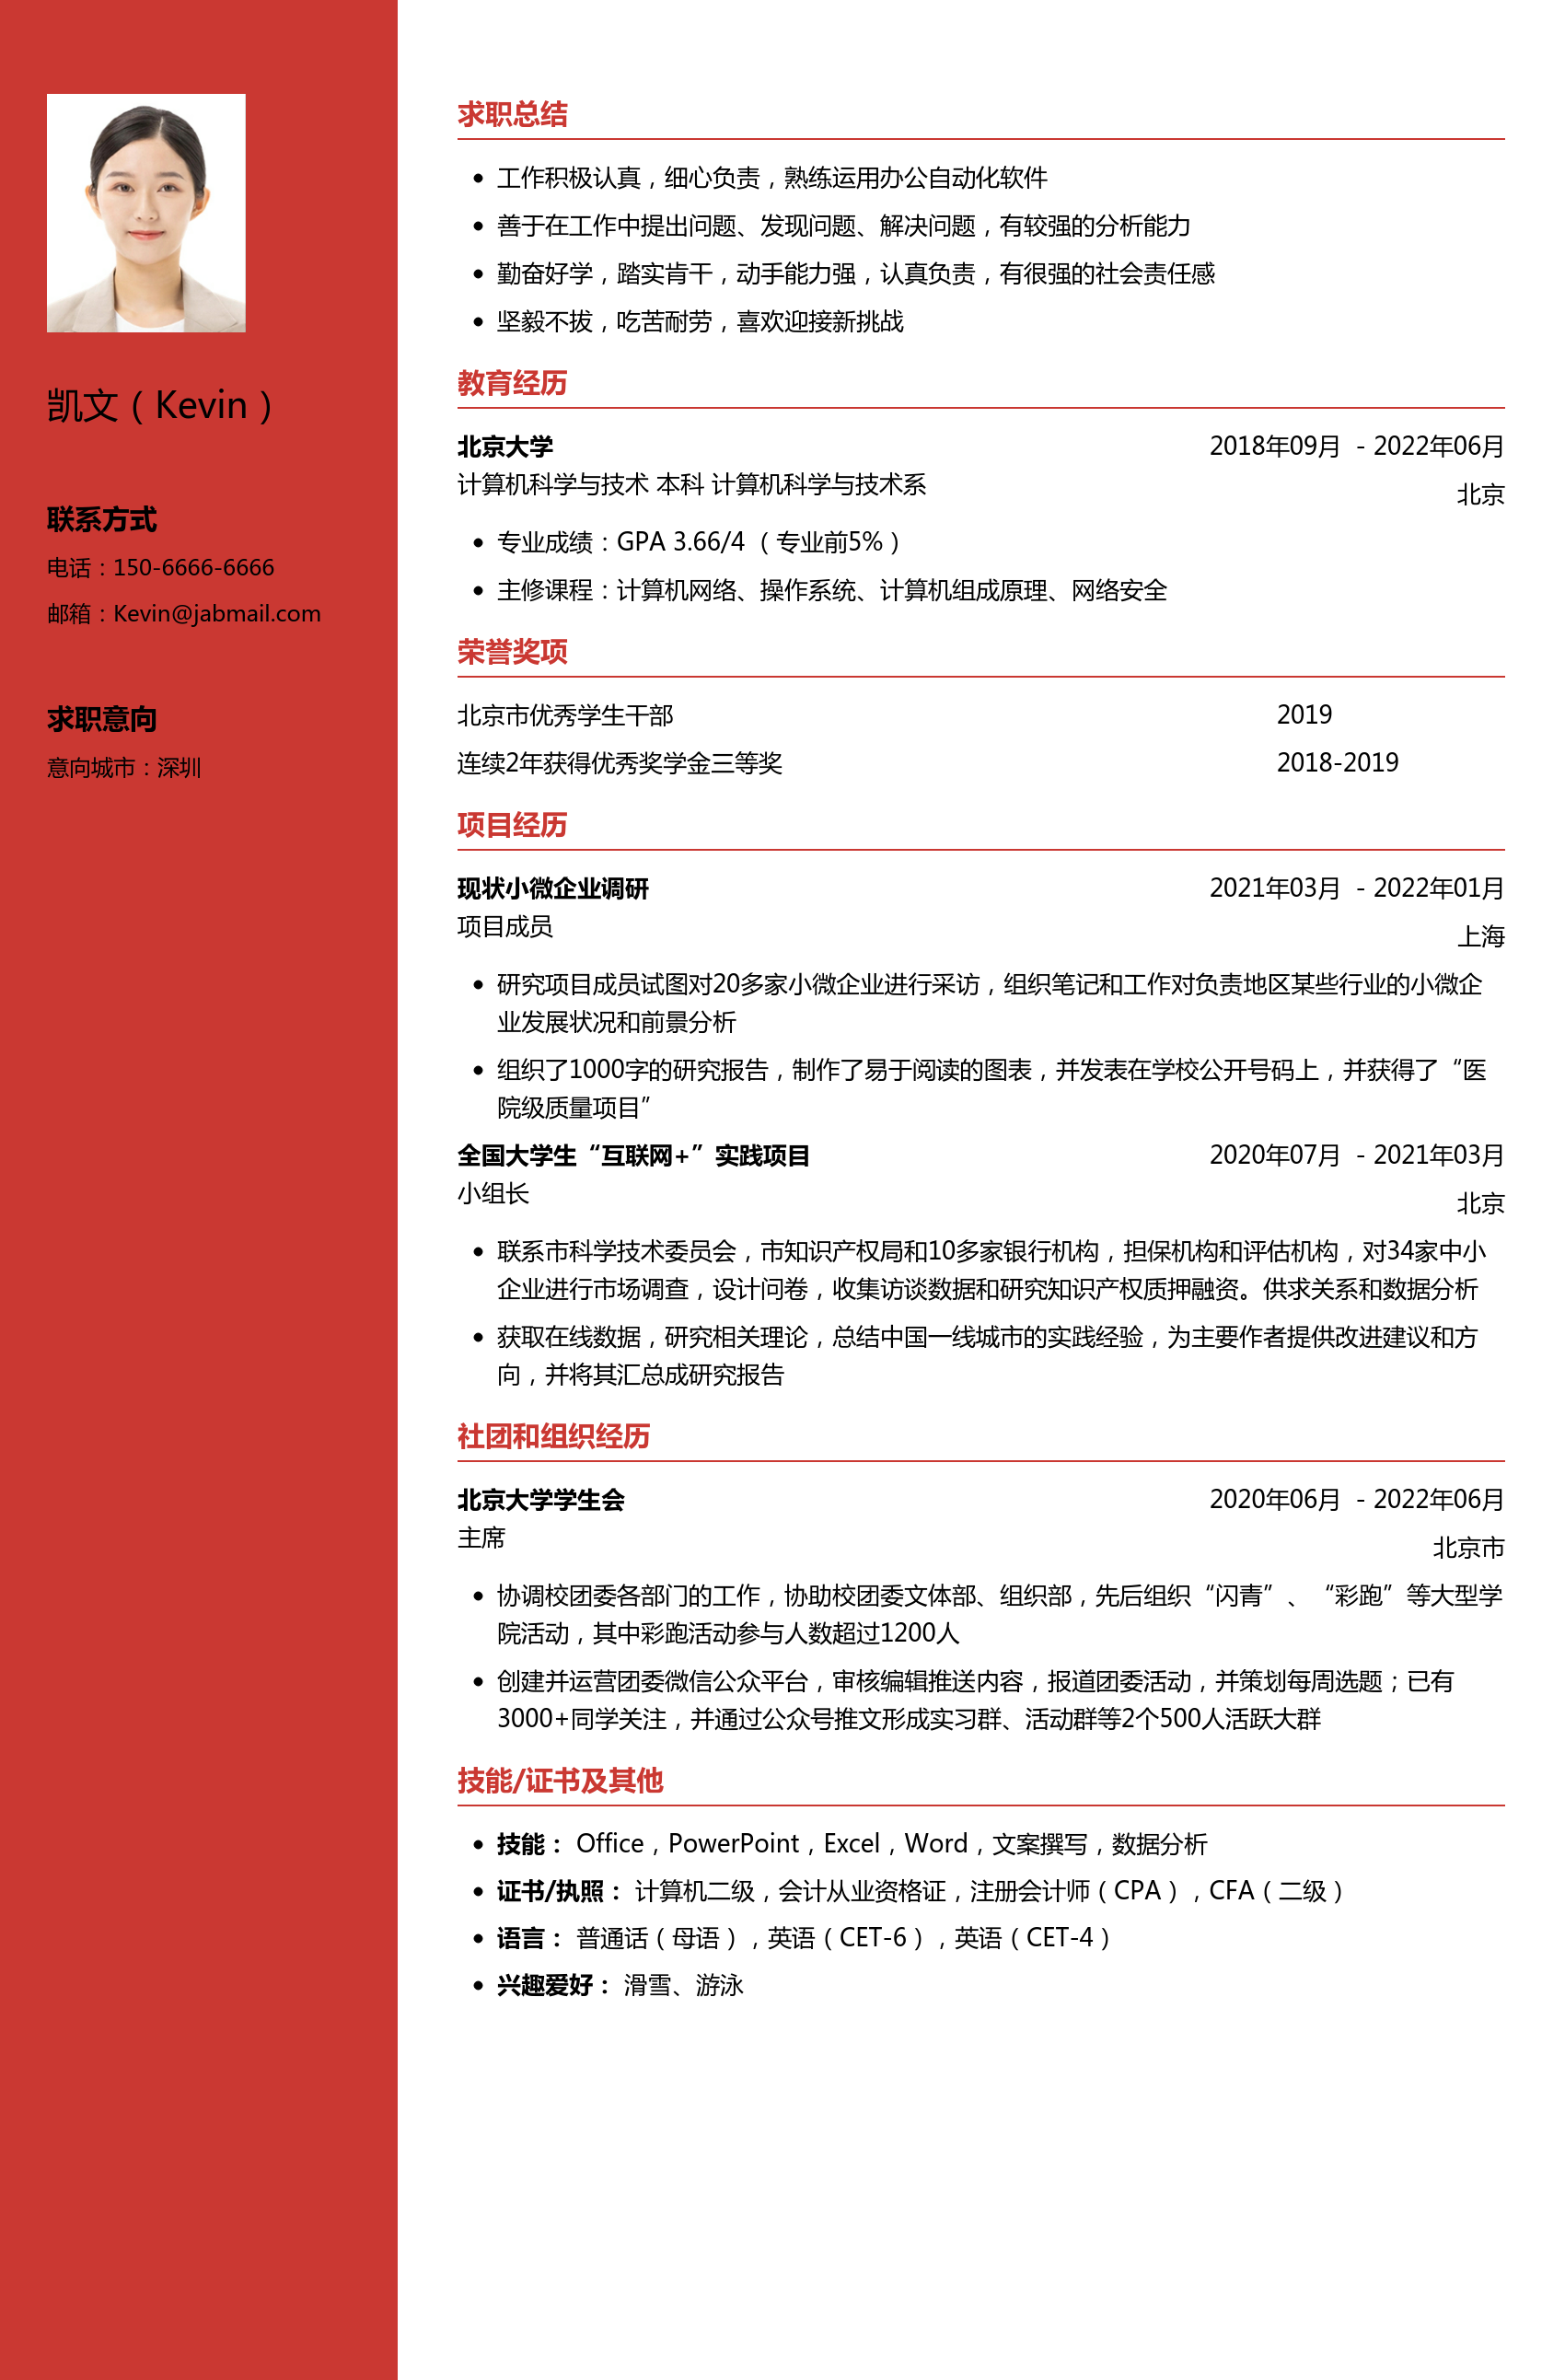 凯文（Kevin）
联系方式
电话：150-6666-6666
邮箱：Kevin@jabmail.com
求职意向
意向城市：深圳
求职总结
工作积极认真，细心负责，熟练运用办公自动化软件
善于在工作中提出问题、发现问题、解决问题，有较强的分析能力
勤奋好学，踏实肯干，动手能力强，认真负责，有很强的社会责任感
坚毅不拔，吃苦耐劳，喜欢迎接新挑战
教育经历
北京大学 2018年09月 - 2022年06月
计算机科学与技术 本科 计算机科学与技术系 北京
专业成绩：GPA 3.66/4 （专业前5%）
主修课程：计算机网络、操作系统、计算机组成原理、网络安全
荣誉奖项
北京市优秀学生干部 2019
连续2年获得优秀奖学金三等奖 2018-2019
项目经历
现状小微企业调研 2021年03月 - 2022年01月
项目成员 上海
研究项目成员试图对20多家小微企业进行采访，组织笔记和工作对负责地区某些行业的小微企
业发展状况和前景分析
组织了1000字的研究报告，制作了易于阅读的图表，并发表在学校公开号码上，并获得了“医
院级质量项目”
全国大学生“互联网+”实践项目 2020年07月 - 2021年03月
小组长 北京
联系市科学技术委员会，市知识产权局和10多家银行机构，担保机构和评估机构，对34家中小
企业进行市场调查，设计问卷，收集访谈数据和研究知识产权质押融资。供求关系和数据分析
获取在线数据，研究相关理论，总结中国一线城市的实践经验，为主要作者提供改进建议和方
向，并将其汇总成研究报告
社团和组织经历
北京大学学生会 2020年06月 - 2022年06月
主席 北京市
协调校团委各部门的工作，协助校团委文体部、组织部，先后组织“闪青”、“彩跑”等大型学
院活动，其中彩跑活动参与人数超过1200人
创建并运营团委微信公众平台，审核编辑推送内容，报道团委活动，并策划每周选题；已有
3000+同学关注，并通过公众号推文形成实习群、活动群等2个500人活跃大群
技能/证书及其他
技能： Office，PowerPoint，Excel，Word，文案撰写，数据分析
证书/执照： 计算机二级，会计从业资格证，注册会计师（CPA），CFA（二级）
语言： 普通话（母语），英语（CET-6），英语（CET-4）
兴趣爱好： 滑雪、游泳